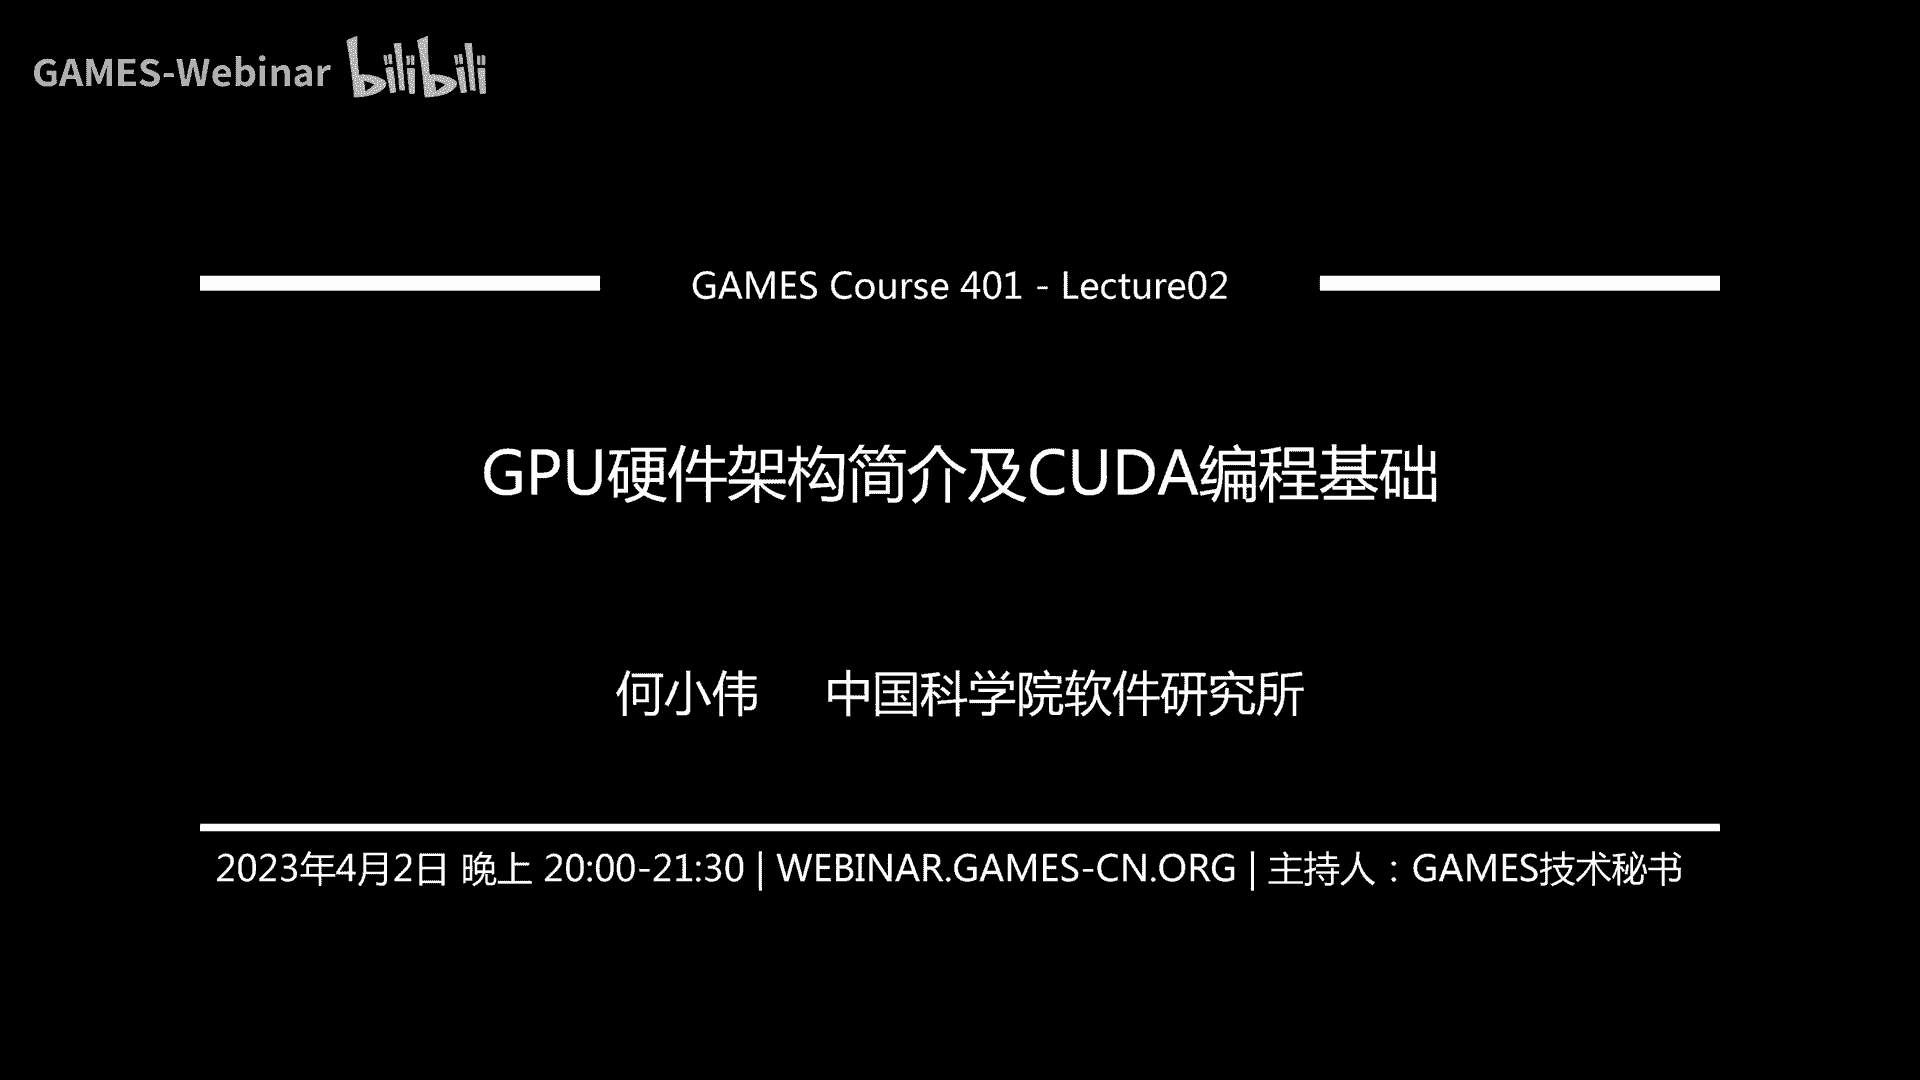 GAMES-Webinar bilibili
GAMES Course 401 - Lecture02
GPU硬件架构简介及CUDA编程基础
何小伟 中国科学院软件研究所
2023年4月2日 晚上 20:00-21:30 | WEBINAR.GAMES-CN.ORG | 主持人：GAMES技术秘书